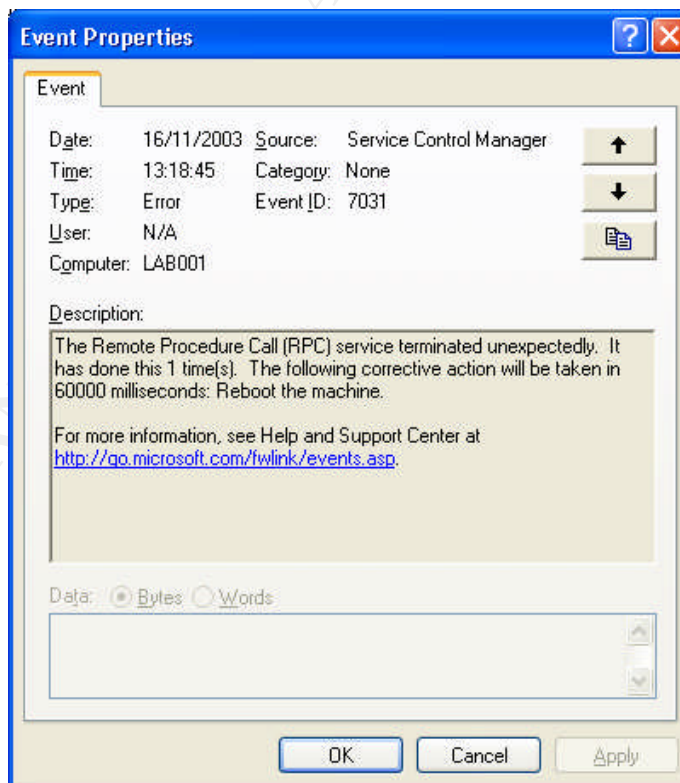 Event Properties
Event
Date: 16/11/2003 Source: Service Control Manager
Time: 13:18:45 Category: None
Type: Error Event ID: 7031
User: N/A
Computer: LAB001
Description:
The Remote Procedure Call (RPC) service terminated unexpectedly. It
has done this 1 time(s). The following corrective action will be taken in
60000 milliseconds: Reboot the machine.
For more information, see Help and Support Center at
http://go.microsoft.com/fwlink/events.asp.
Data: Bytes Words
OK Cancel Apply